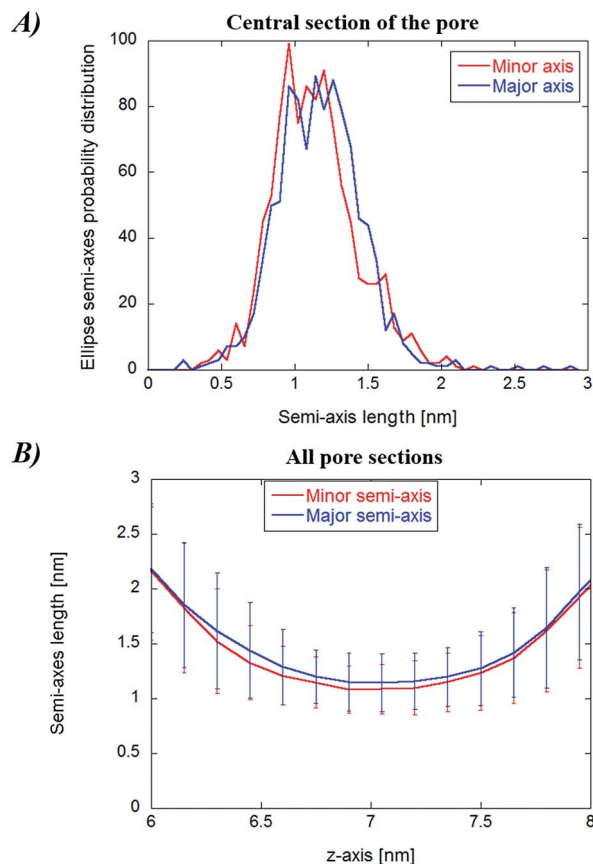 A)
Central section of the pore
Ellipse semi-axes probability distribution
100
80
60
40
20
0
Minor axis
Major axis
0 0.5 1 1.5 2 2.5 3
Semi-axis length [nm]
B)
All pore sections
Semi-axes length [nm]
3
2.5
2
1.5
1
0.5
0
Minor semi-axis
Major semi-axis
6 6.5 7 7.5 8
z-axis [nm]